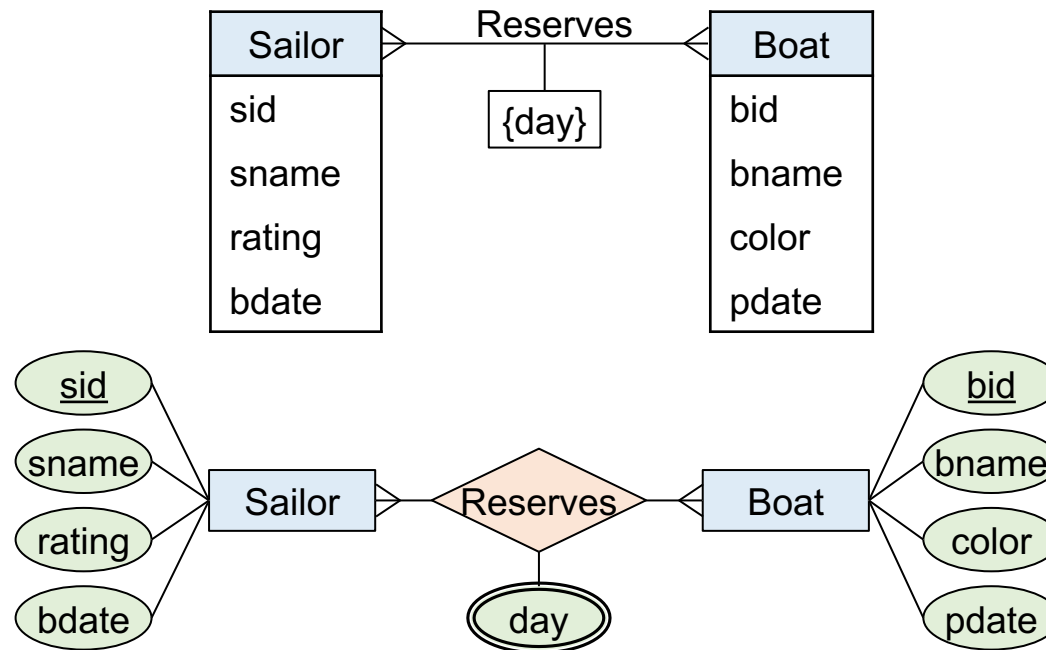 Reserves
Sailor
Boat
{day}
sid
sname
rating
bdate
bid
bname
color
pdate
sid
sname
rating
bdate
Sailor
Reserves
Boat
day
bid
bname
color
pdate